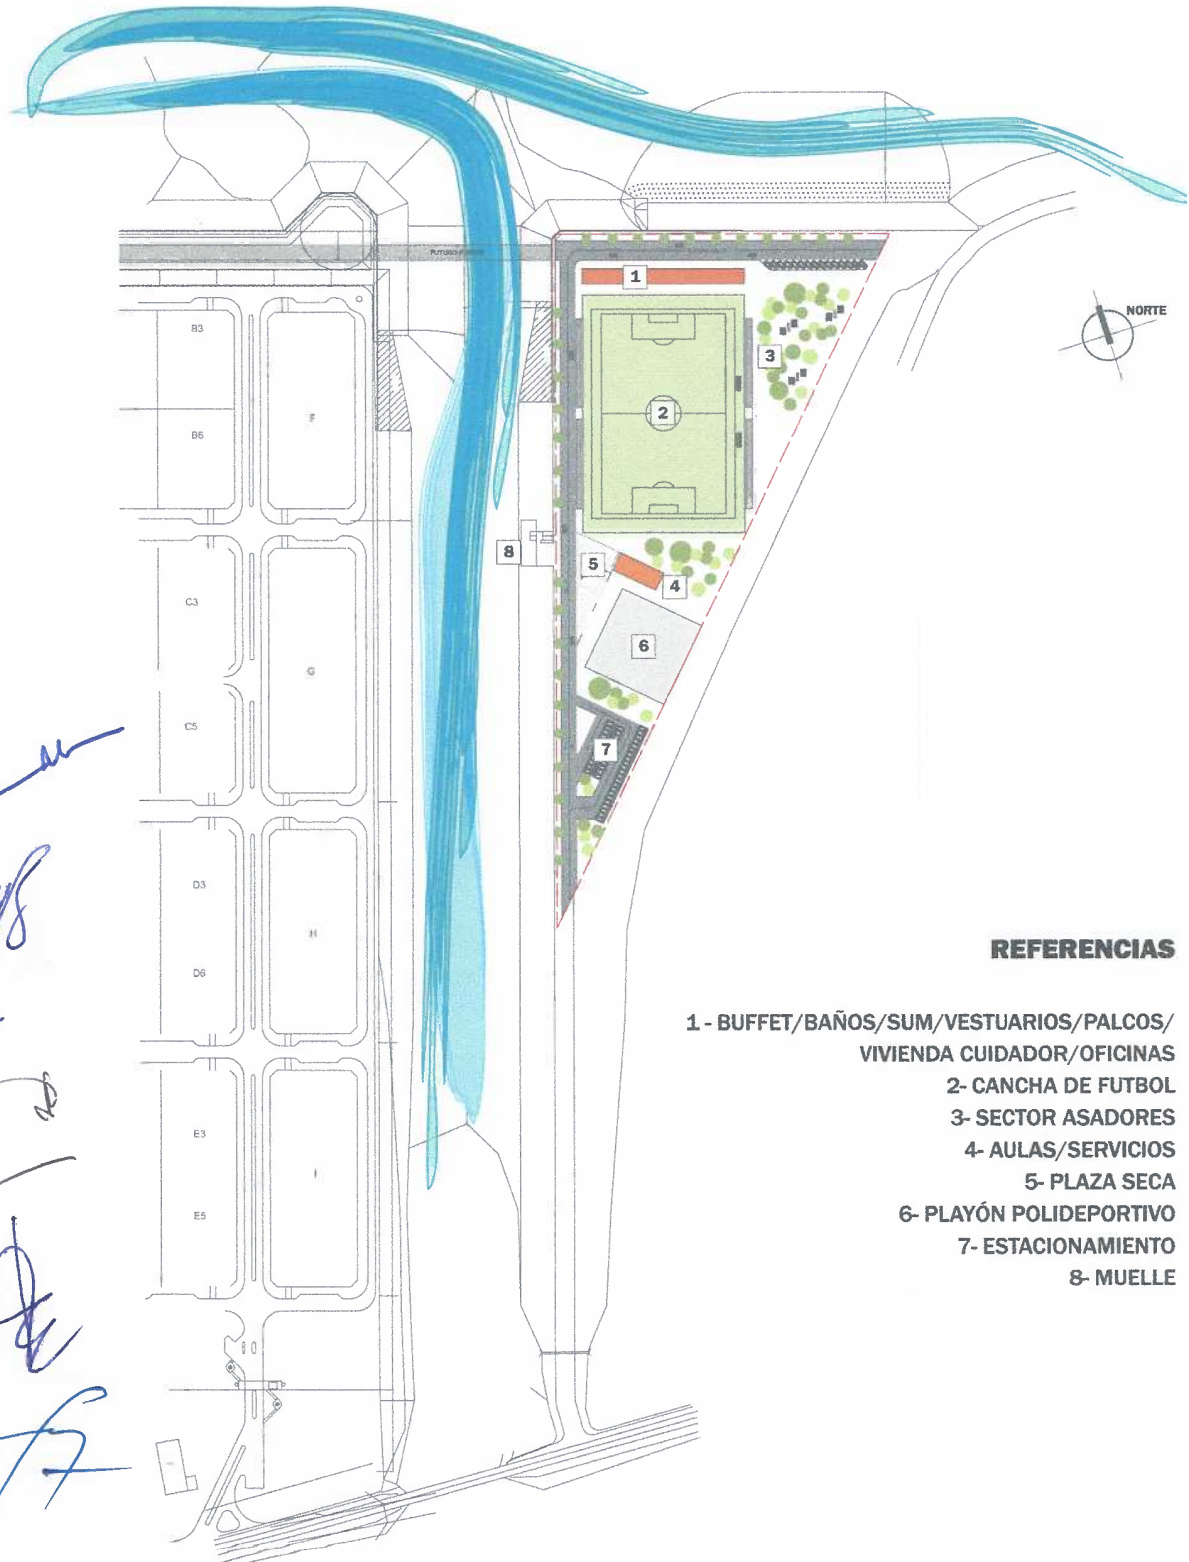 FUTURO PUENTE
1
NORTE
B3
3
F
2
B6
8
5
4
C3
6
G
C5
7
D3
H
D6
REFERENCIAS
1 - BUFFET/BAÑOS/SUM/VESTUARIOS/PALCOS/
VIVIENDA CUIDADOR/OFICINAS
2- CANCHA DE FUTBOL
3- SECTOR ASADORES
4- AULAS/SERVICIOS
E3
I
5- PLAZA SECA
E5
6- PLAYÓN POLIDEPORTIVO
7- ESTACIONAMIENTO
8- MUELLE